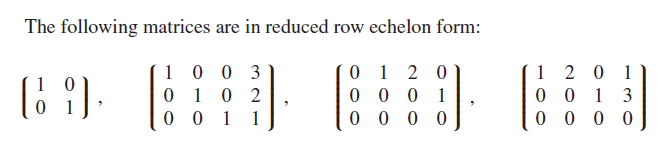 The following matrices are in reduced row echelon form:
1 0 1 0 0 3 0 1 2 0 1 2 0 1
0 1 , 0 1 0 2 , 0 0 0 1 , 0 0 1 3
0 0 1 1 0 0 0 0 0 0 0 0